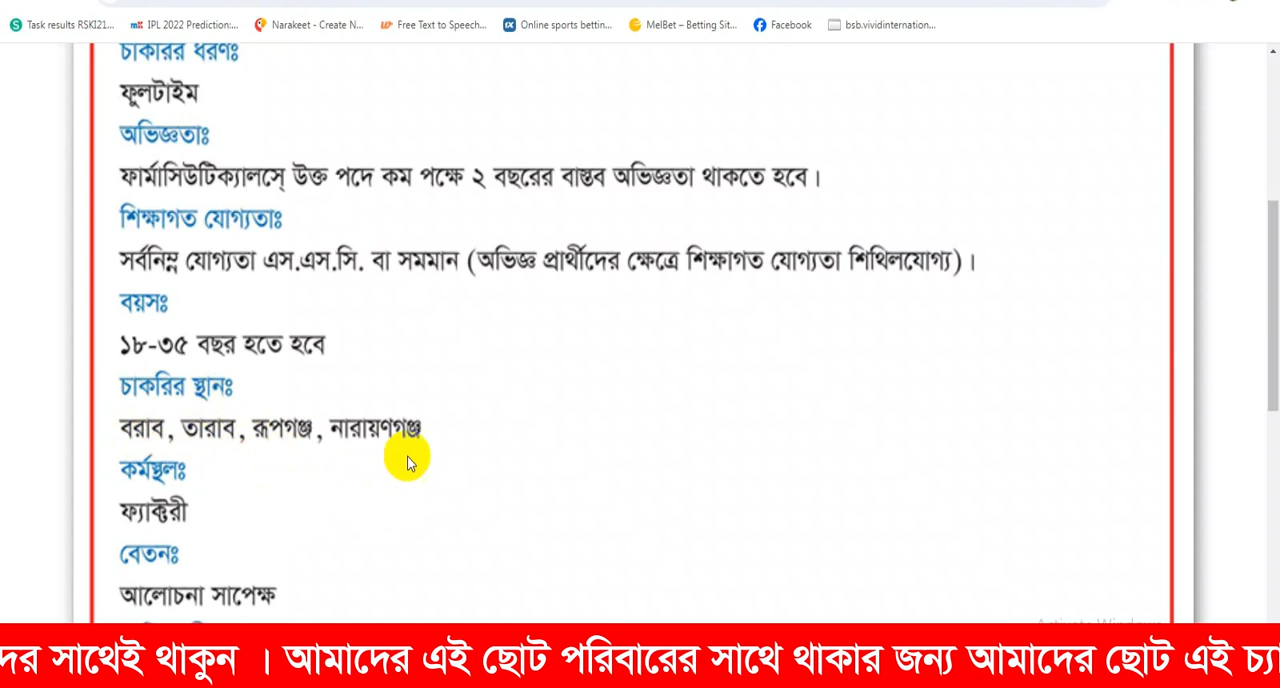 Task results RSKI21... IPL 2022 Prediction:... Narakeet - Create N... Free Text to Speech... Online sports bettin... MelBet – Betting Sit... Facebook bsb.vividinternation...
চাকরির ধরণঃ
ফুলটাইম
অভিজ্ঞতাঃ
ফার্মাসিউটিক্যালসে্ উক্ত পদে কম পক্ষে ২ বছরের বাস্তব অভিজ্ঞতা থাকতে হবে।
শিক্ষাগত যোগ্যতাঃ
সর্বনিম্ন যোগ্যতা এস.এস.সি. বা সমমান (অভিজ্ঞ প্রার্থীদের ক্ষেত্রে শিক্ষাগত যোগ্যতা শিথিলযোগ্য)।
বয়সঃ
১৮-৩৫ বছর হতে হবে
চাকরির স্থানঃ
বরাব, তারাব, রূপগঞ্জ, নারায়ণগঞ্জ
কর্মস্থলঃ
ফ্যাক্টরী
বেতনঃ
আলোচনা সাপেক্ষ
দের সাথেই থাকুন । আমাদের এই ছোট পরিবারের সাথে থাকার জন্য আমাদের ছোট এই চ্যা